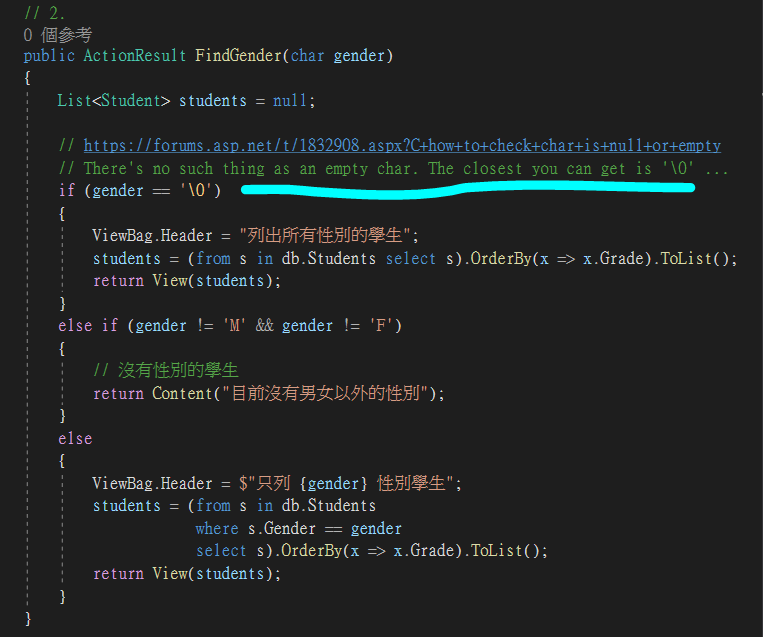 // 2.
0 個參考
public ActionResult FindGender(char gender)
{
List<Student> students = null;
// https://forums.asp.net/t/1832908.aspx?C+how+to+check+char+is+null+or+empty
// There's no such thing as an empty char. The closest you can get is '\0' ...
if (gender == '\0')
{
ViewBag.Header = "列出所有性別的學生";
students = (from s in db.Students select s).OrderBy(x => x.Grade).ToList();
return View(students);
}
else if (gender != 'M' && gender != 'F')
{
// 沒有性別的學生
return Content("目前沒有男女以外的性別");
}
else
{
ViewBag.Header = $"只列 {gender} 性別學生";
students = (from s in db.Students
where s.Gender == gender
select s).OrderBy(x => x.Grade).ToList();
return View(students);
}
}